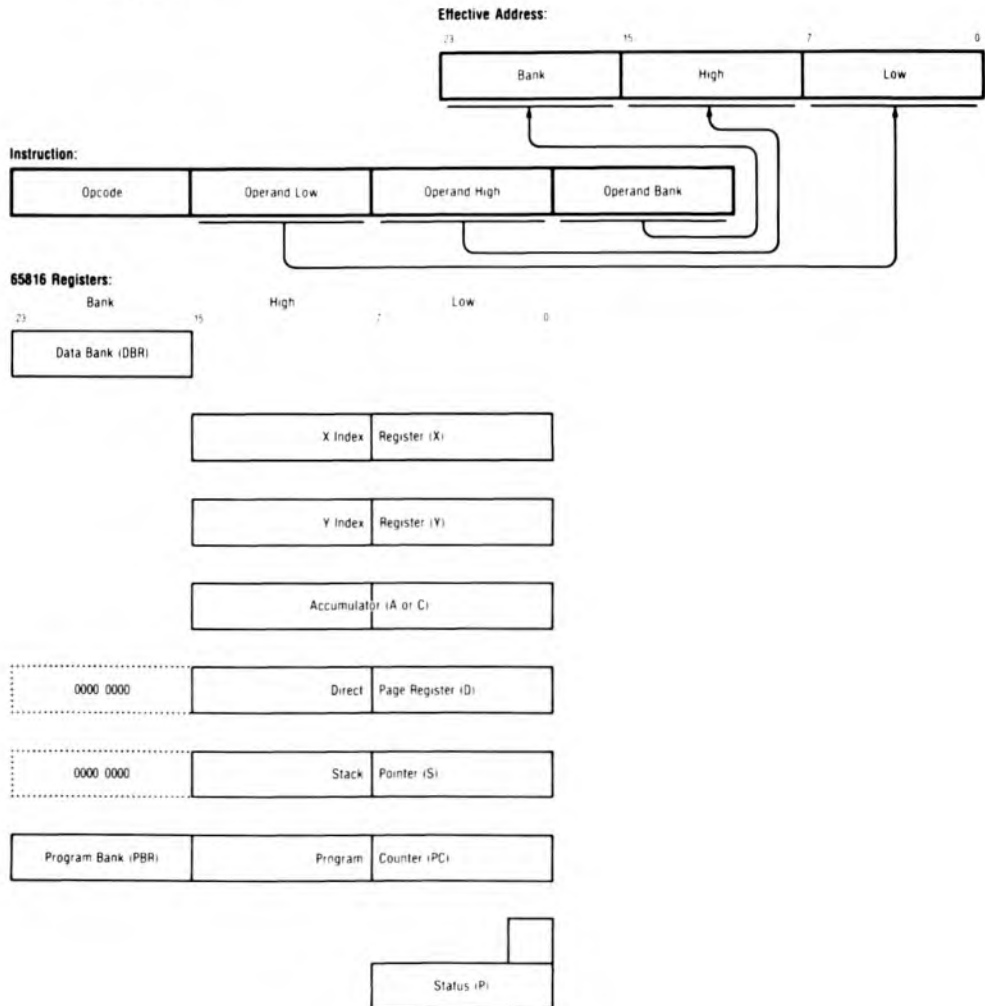 Effective Address:
23 15 7 0
Bank High Low
Instruction:
Opcode Operand Low Operand High Operand Bank
65816 Registers:
Bank High Low
23 15 7 0
Data Bank (DBR)
X Index Register (X)
Y Index Register (Y)
Accumulator (A or C)
0000 0000 Direct Page Register (D)
0000 0000 Stack Pointer (S)
Program Bank (PBR) Program Counter (PC)
Status (P)